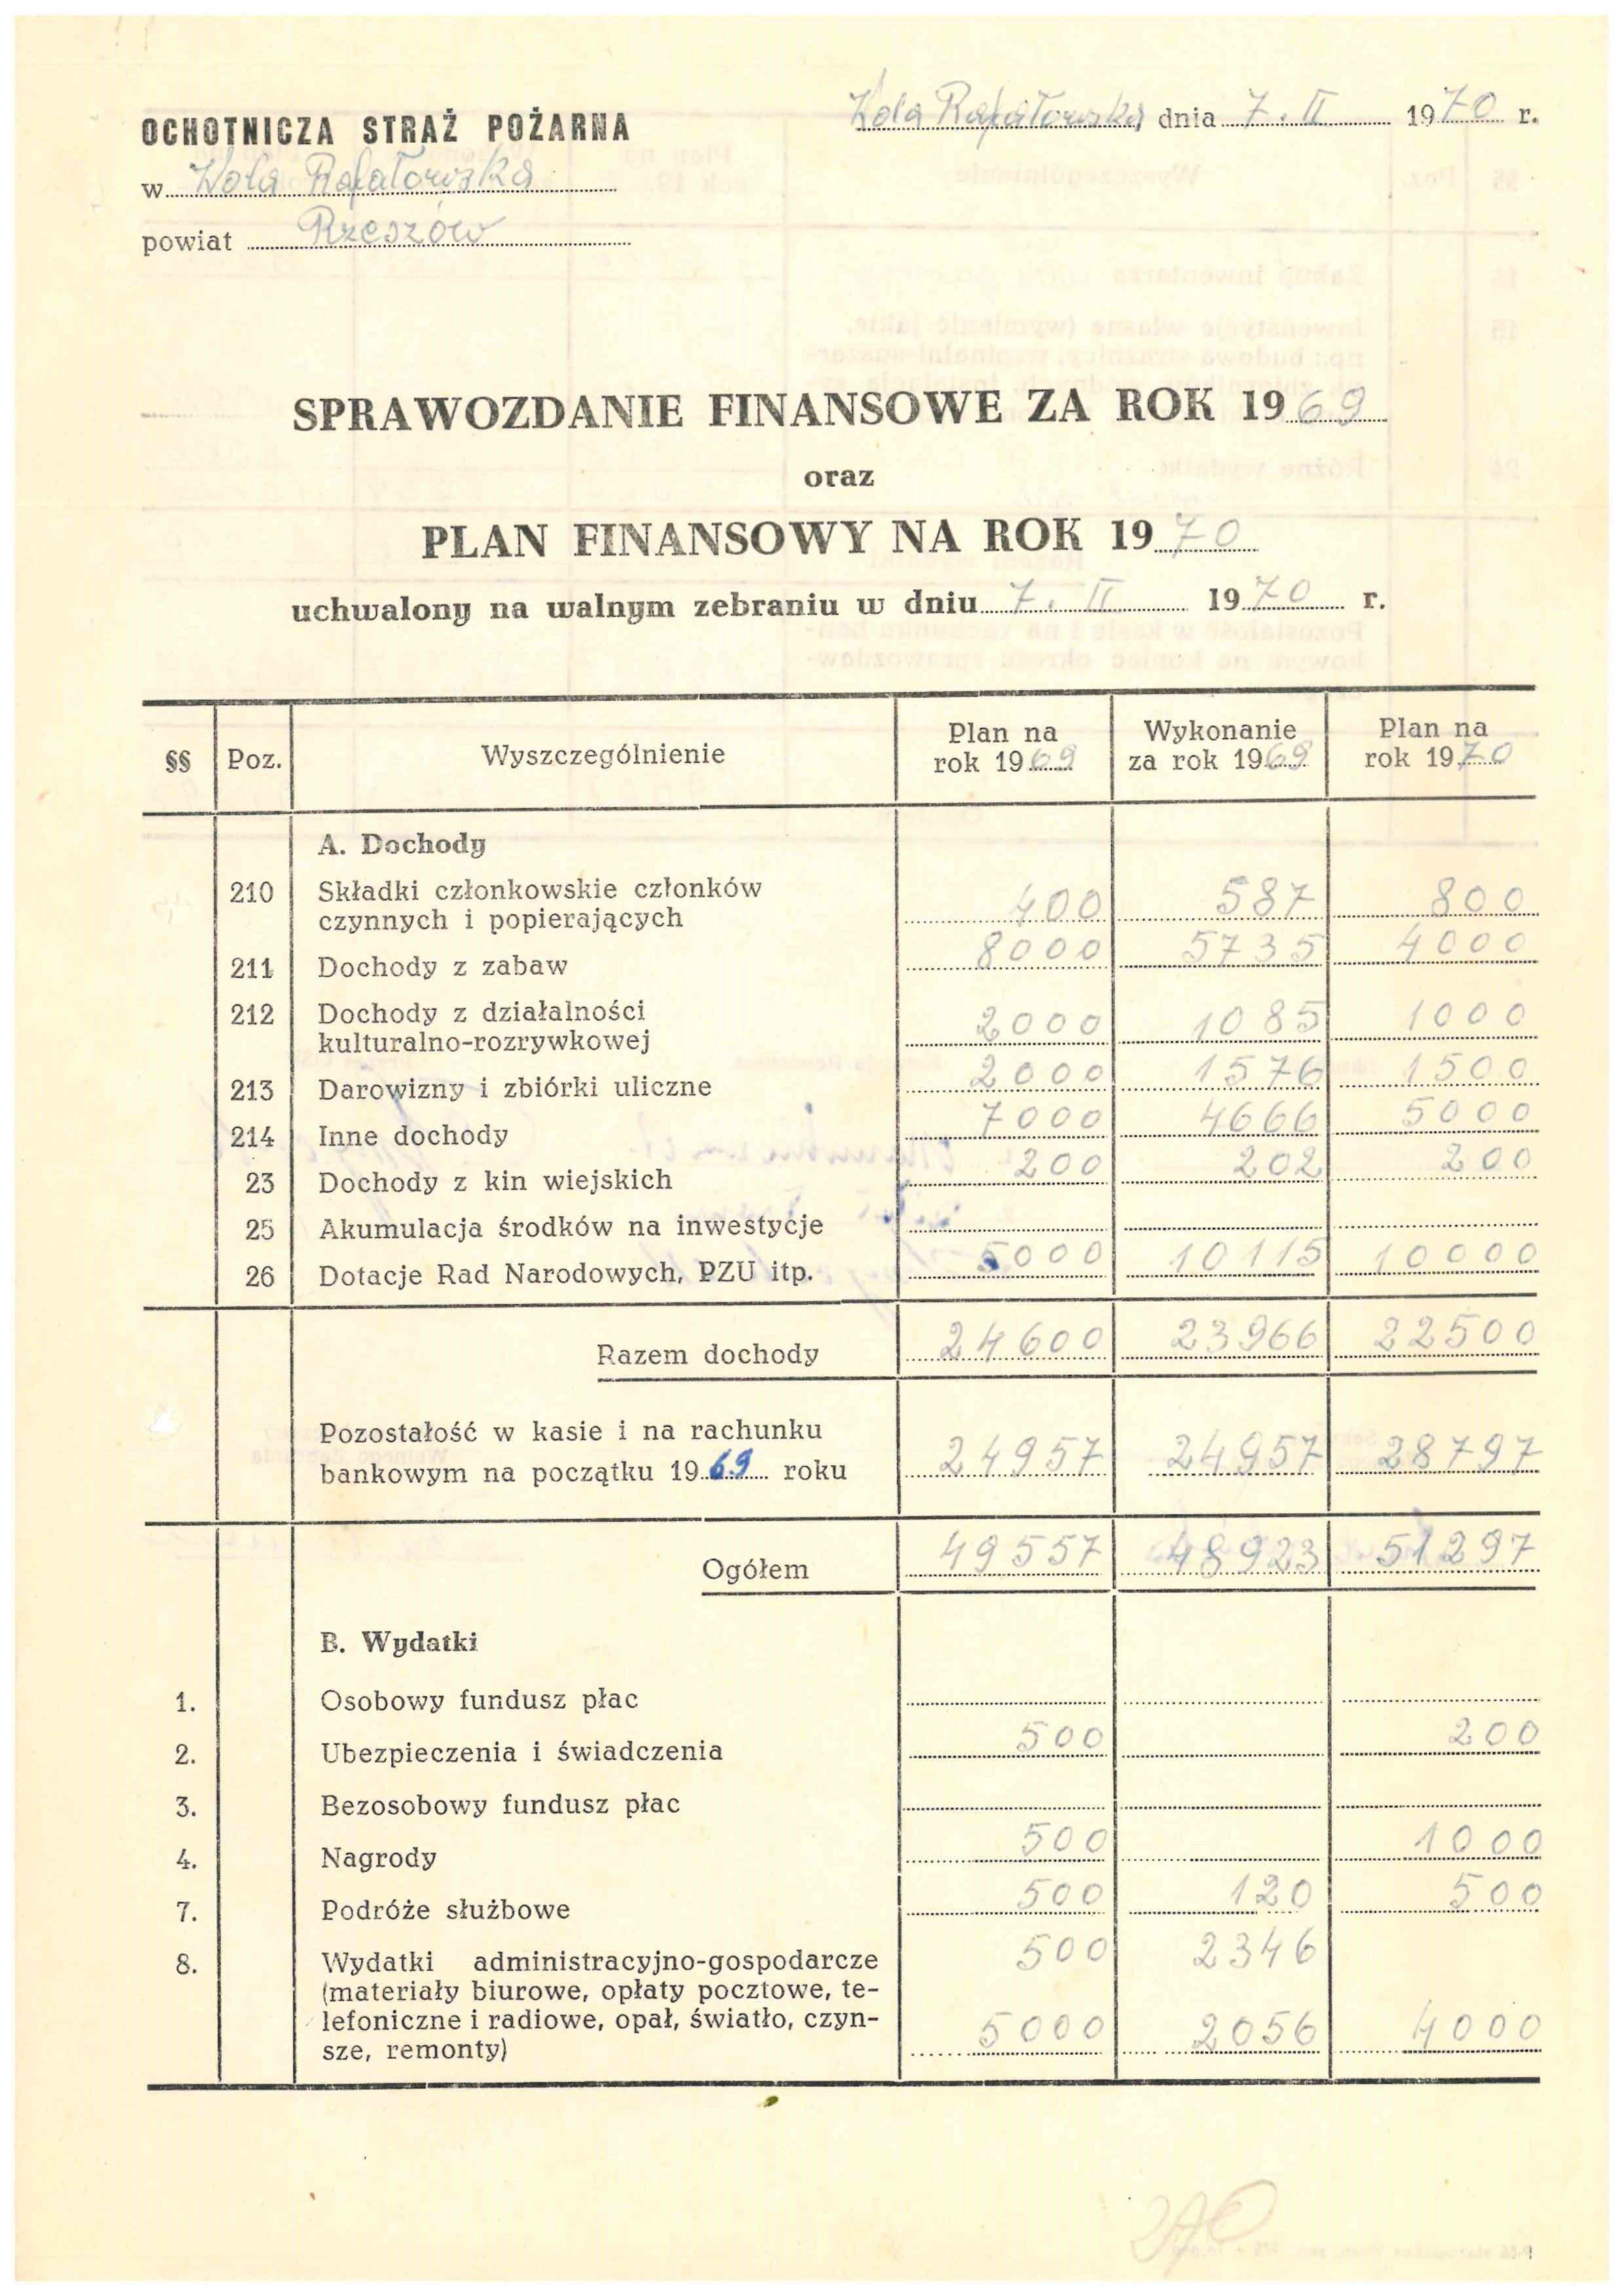 OCHOTNICZA STRAŻ POŻARNA
Wola Rafałowska, dnia 7. II 1970 r.
w Wola Rafałowska
powiat Rzeszów
SPRAWOZDANIE FINANSOWE ZA ROK 1969
oraz
PLAN FINANSOWY NA ROK 1970
uchwalony na walnym zebraniu w dniu 7. II 1970 r.
§§ Poz. Wyszczególnienie Plan na rok 1969 Wykonanie za rok 1969 Plan na rok 1970
A. Dochody
210 Składki członkowskie członków
czynnych i popierających 400 587 800
211 Dochody z zabaw 8000 5735 4000
212 Dochody z działalności
kulturalno-rozrywkowej 2000 1085 1000
213 Darowizny i zbiórki uliczne 2000 1576 1500
214 Inne dochody 7000 4666 5000
23 Dochody z kin wiejskich 200 202 200
25 Akumulacja środków na inwestycje
26 Dotacje Rad Narodowych, PZU itp. 5000 10115 10000
Razem dochody 24600 23966 22500
Pozostałość w kasie i na rachunku
bankowym na początku 1969 roku 24957 24957 28797
Ogółem 49557 48923 51297
B. Wydatki
1. Osobowy fundusz płac
2. Ubezpieczenia i świadczenia 500 200
3. Bezosobowy fundusz płac
4. Nagrody 500 1000
7. Podróże służbowe 500 120 500
8. Wydatki administracyjno-gospodarcze 500 2346
(materiały biurowe, opłaty pocztowe, te-
lefoniczne i radiowe, opał, światło, czyn-
sze, remonty) 5000 2056 4000